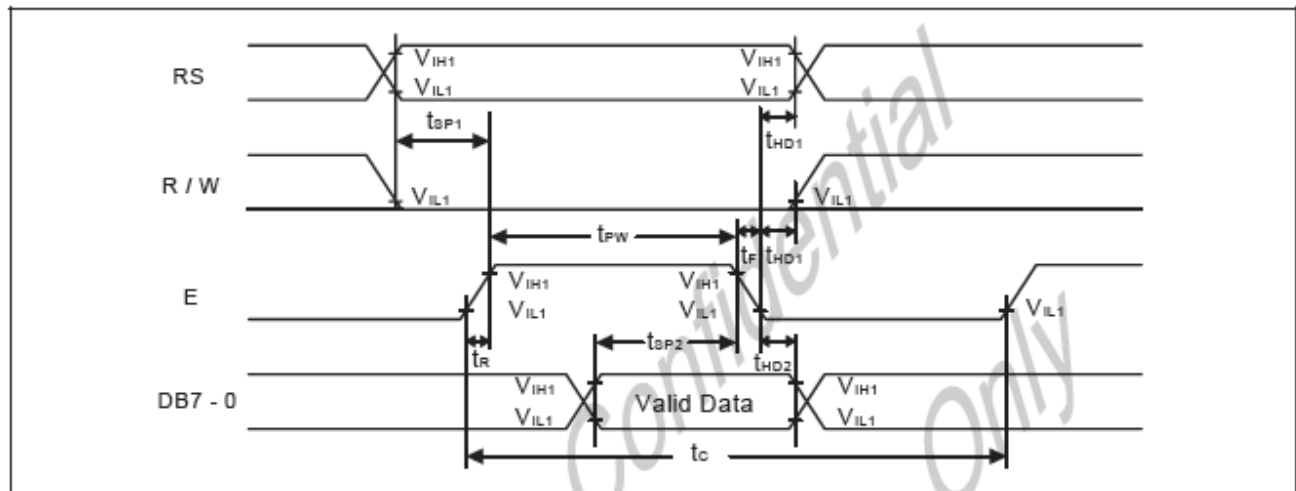 RS
VIH1
VIH1
VIL1
VIL1
tSP1
tHD1
R / W
VIL1
VIL1
tPW
tF
tHD1
E
VIH1
VIH1
VIL1
VIL1
VIL1
tR
tSP2
tHD2
DB7 - 0
VIH1
VIH1
VIL1
Valid Data
VIL1
tC
Confidential
Only